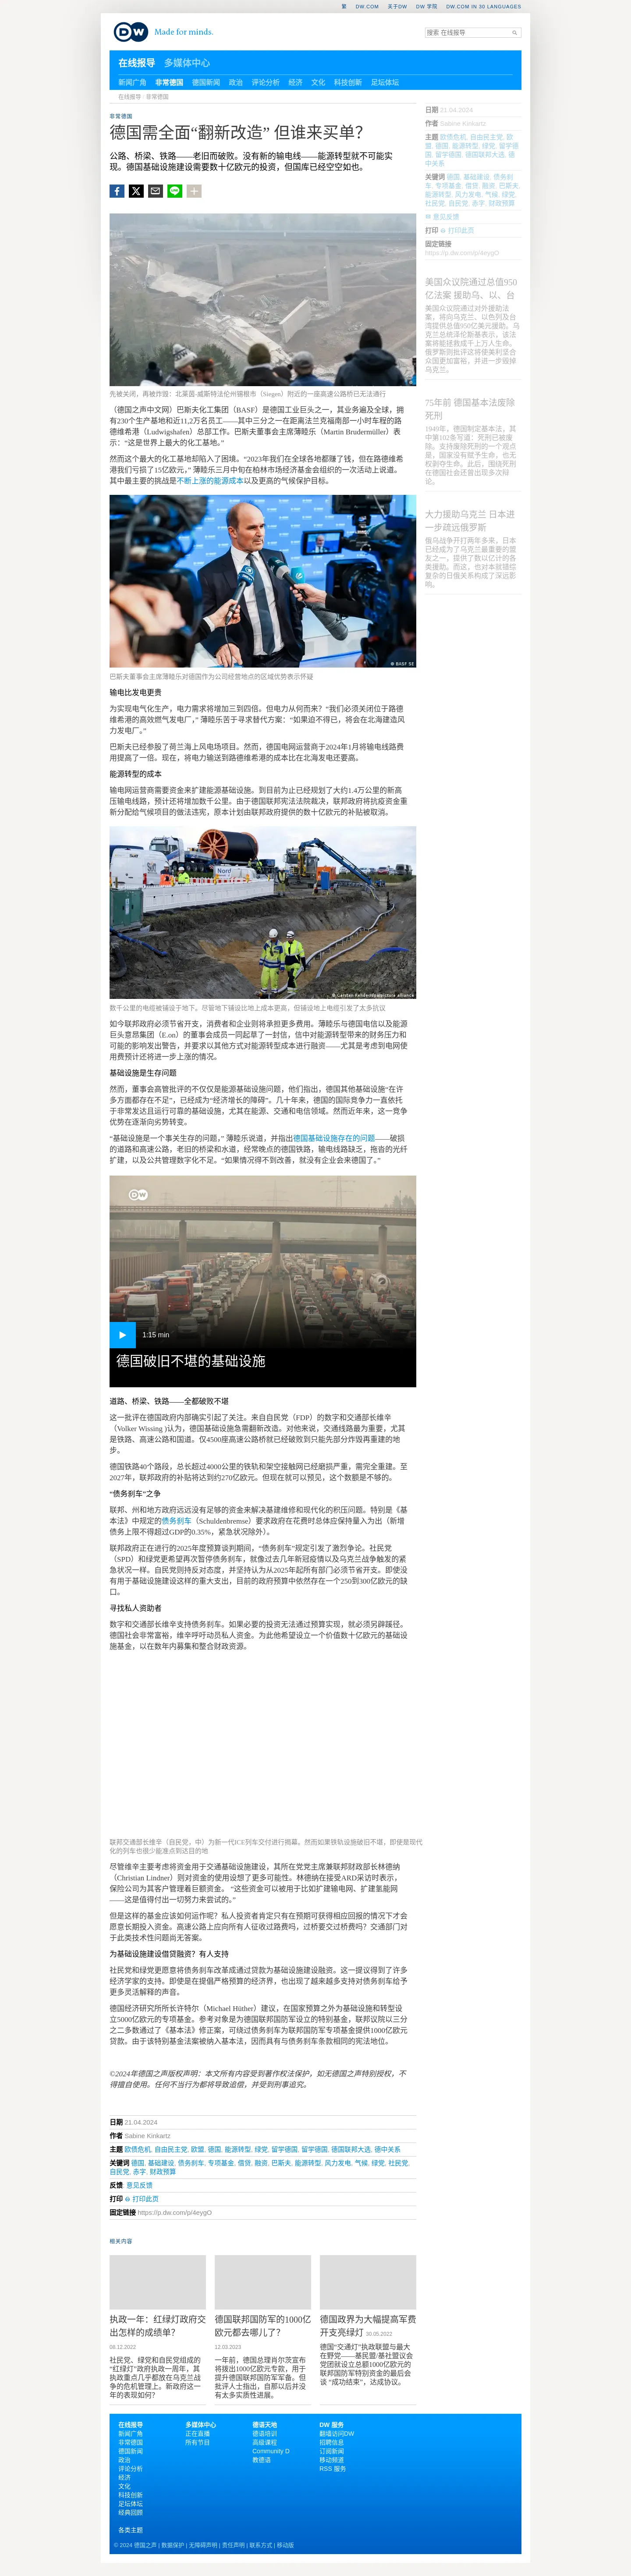 繁 DW.COM 关于DW DW 学院 DW.COM IN 30 LANGUAGES
DW Made for minds.
搜索 在线报导
在线报导 多媒体中心
新闻广角 非常德国 德国新闻 政治 评论分析 经济 文化 科技创新 足坛体坛
在线报导 / 非常德国
非常德国
德国需全面“翻新改造” 但谁来买单？
公路、桥梁、铁路——老旧而破败。没有新的输电线——能源转型就不可能实
现。德国基础设施建设需要数十亿欧元的投资，但国库已经空空如也。
先被关闭，再被炸毁：北莱茵-威斯特法伦州锡根市（Siegen）附近的一座高速公路桥已无法通行
（德国之声中文网）巴斯夫化工集团（BASF）是德国工业巨头之一，其业务遍及全球，拥
有230个生产基地和近11,2万名员工——其中三分之一在距离法兰克福南部一小时车程的路
德维希港（Ludwigshafen）总部工作。巴斯夫董事会主席薄睦乐（Martin Brudermüller）表
示：“这是世界上最大的化工基地。”
然而这个最大的化工基地却陷入了困境。“2023年我们在全球各地都赚了钱，但在路德维希
港我们亏损了15亿欧元，” 薄睦乐三月中旬在柏林市场经济基金会组织的一次活动上说道。
其中最主要的挑战是不断上涨的能源成本以及更高的气候保护目标。
© BASF SE
巴斯夫董事会主席薄睦乐对德国作为公司经营地点的区域优势表示怀疑
输电比发电更贵
为实现电气化生产，电力需求将增加三到四倍。但电力从何而来？“我们必须关闭位于路德
维希港的高效燃气发电厂，” 薄睦乐苦于寻求替代方案：“如果迫不得已，将会在北海建造风
力发电厂。”
巴斯夫已经参股了荷兰海上风电场项目。然而，德国电网运营商于2024年1月将输电线路费
用提高了一倍。现在，将电力输送到路德维希港的成本比在北海发电还要高。
能源转型的成本
输电网运营商需要资金来扩建能源基础设施。到目前为止已经规划了大约1.4万公里的新高
压输电线路，预计还将增加数千公里。由于德国联邦宪法法院裁决，联邦政府将抗疫资金重
新分配给气候项目的做法违宪，原本计划由联邦政府提供的数十亿欧元的补贴被取消。
Nord
© Carsten Rehder/dpa/picture alliance
数千公里的电缆被铺设于地下。尽管地下铺设比地上成本更高，但铺设地上电缆引发了太多抗议
如今联邦政府必须节省开支，消费者和企业则将承担更多费用。薄睦乐与德国电信以及能源
巨头意昂集团（E.on）的董事会成员一同起草了一封信，信中对能源转型带来的财务压力和
可能的影响发出警告，并要求以其他方式对能源转型成本进行融资——尤其是考虑到电网使
用费预计还将进一步上涨的情况。
基础设施是生存问题
然而，董事会高管批评的不仅仅是能源基础设施问题，他们指出，德国其他基础设施“在许
多方面都存在不足”，已经成为“经济增长的障碍”。几十年来，德国的国际竞争力一直依托
于非常发达且运行可靠的基础设施，尤其在能源、交通和电信领域。然而近年来，这一竞争
优势在逐渐向劣势转变。
“基础设施是一个事关生存的问题，” 薄睦乐说道，并指出德国基础设施存在的问题——破损
的道路和高速公路，老旧的桥梁和水道，经常晚点的德国铁路，输电线路缺乏，拖沓的光纤
扩建，以及公共管理数字化不足。“如果情况得不到改善，就没有企业会来德国了。”
DW
1:15 min
德国破旧不堪的基础设施
道路、桥梁、铁路——全都破败不堪
这一批评在德国政府内部确实引起了关注。来自自民党（FDP）的数字和交通部长维辛
（Volker Wissing )认为，德国基础设施急需翻新改造。对他来说，交通线路最为重要，尤其
是铁路、高速公路和国道。仅4500座高速公路桥就已经破败到只能先部分炸毁再重建的地
步。
德国铁路40个路段，总长超过4000公里的铁轨和架空接触网已经磨损严重，需完全重建。至
2027年，联邦政府的补贴将达到约270亿欧元。但现在就可以预见，这个数额是不够的。
“债务刹车”之争
联邦、州和地方政府远远没有足够的资金来解决基建维修和现代化的积压问题。特别是《基
本法》中规定的债务刹车（Schuldenbremse）要求政府在花费时总体应保持量入为出（新增
债务上限不得超过GDP的0.35%，紧急状况除外）。
联邦政府正在进行的2025年度预算谈判期间，“债务刹车”规定引发了激烈争论。社民党
（SPD）和绿党更希望再次暂停债务刹车，就像过去几年新冠疫情以及乌克兰战争触发的紧
急状况一样。自民党则持反对态度，并坚持认为从2025年起所有部门必须节省开支。即使没
有用于基础设施建设这样的重大支出，目前的政府预算中依然存在一个250到300亿欧元的缺
口。
寻找私人资助者
数字和交通部长维辛支持债务刹车。如果必要的投资无法通过预算实现，就必须另辟蹊径。
德国社会非常富裕，维辛呼吁动员私人资金。为此他希望设立一个价值数十亿欧元的基础设
施基金，以在数年内募集和整合财政资源。
联邦交通部长维辛（自民党，中）为新一代ICE列车交付进行揭幕。然而如果铁轨设施破旧不堪，即使是现代
化的列车也很少能准点到达目的地
尽管维辛主要考虑将资金用于交通基础设施建设，其所在党党主席兼联邦财政部长林德纳
（Christian Lindner）则对资金的使用设想了更多可能性。林德纳在接受ARD采访时表示，
保险公司为其客户管理着巨额资金。“这些资金可以被用于比如扩建输电网、扩建氢能网
——这是值得付出一切努力来尝试的。”
但是这样的基金应该如何运作呢？私人投资者肯定只有在预期可获得相应回报的情况下才会
愿意长期投入资金。高速公路上应向所有人征收过路费吗，过桥要交过桥费吗？交通部门对
于此类技术性问题尚无答案。
为基础设施建设借贷融资？有人支持
社民党和绿党更愿意将债务刹车改革成通过贷款为基础设施建设融资。这一提议得到了许多
经济学家的支持。即使是在提倡严格预算的经济界，也出现了越来越多支持对债务刹车给予
更多灵活解释的声音。
德国经济研究所所长许特尔（Michael Hüther）建议，在国家预算之外为基础设施和转型设
立5000亿欧元的专项基金。参考对象是为德国联邦国防军设立的特别基金，联邦议院以三分
之二多数通过了《基本法》修正案，可绕过债务刹车为联邦国防军专项基金提供1000亿欧元
贷款。由于该特别基金法案被纳入基本法，因而具有与债务刹车条款相同的宪法地位。
©2024年德国之声版权声明：本文所有内容受到著作权法保护，如无德国之声特别授权，不
得擅自使用。任何不当行为都将导致追偿，并受到刑事追究。
日期 21.04.2024
作者 Sabine Kinkartz
主题 欧债危机, 自由民主党, 欧盟, 德国, 能源转型, 绿党, 留学德国, 留学德国, 德国联邦大选, 德中关系
关键词 德国, 基础建设, 债务刹车, 专项基金, 借贷, 融资, 巴斯夫, 能源转型, 风力发电, 气候, 绿党, 社民党,
自民党, 赤字, 财政预算
反馈: 意见反馈
打印 打印此页
固定链接 https://p.dw.com/p/4eygO
相关内容
执政一年：红绿灯政府交
出怎样的成绩单？
08.12.2022
社民党、绿党和自民党组成的
“红绿灯”政府执政一周年，其
执政重点几乎都放在乌克兰战
争的危机管理上。新政府这一
年的表现如何？
德国联邦国防军的1000亿
欧元都去哪儿了？
12.03.2023
一年前，德国总理肖尔茨宣布
将拨出1000亿欧元专款，用于
提升德国联邦国防军军备。但
批评人士指出，自那以后并没
有太多实质性进展。
德国政界为大幅提高军费
开支亮绿灯 30.05.2022
德国“交通灯”执政联盟与最大
在野党——基民盟/基社盟议会
党团就设立总额1000亿欧元的
联邦国防军特别资金的最后会
谈 “成功结束”，达成协议。
日期 21.04.2024
作者 Sabine Kinkartz
主题 欧债危机, 自由民主党, 欧
盟, 德国, 能源转型, 绿党, 留学德
国, 留学德国, 德国联邦大选, 德
中关系
关键词 德国, 基础建设, 债务刹
车, 专项基金, 借贷, 融资, 巴斯夫,
能源转型, 风力发电, 气候, 绿党,
社民党, 自民党, 赤字, 财政预算
意见反馈
打印 打印此页
固定链接
https://p.dw.com/p/4eygO
美国众议院通过总值950
亿法案 援助乌、以、台
美国众议院通过对外援助法
案，将向乌克兰、以色列及台
湾提供总值950亿美元援助。乌
克兰总统泽伦斯基表示，该法
案将能拯救成千上万人生命。
俄罗斯则批评这将使美利坚合
众国更加富裕，并进一步毁掉
乌克兰。
75年前 德国基本法废除
死刑
1949年，德国制定基本法，其
中第102条写道：死刑已被废
除。支持废除死刑的一个观点
是，国家没有赋予生命，也无
权剥夺生命。此后，围绕死刑
在德国社会还曾出现多次辩
论。
大力援助乌克兰 日本进
一步疏远俄罗斯
俄乌战争开打两年多来，日本
已经成为了乌克兰最重要的盟
友之一，提供了数以亿计的各
类援助。而这，也对本就错综
复杂的日俄关系构成了深远影
响。
在线报导
新闻广角
非常德国
德国新闻
政治
评论分析
经济
文化
科技创新
足坛体坛
经典回顾
各类主题
多媒体中心
正在直播
所有节目
德语天地
德语培训
高级课程
Community D
教德语
DW 服务
翻墙访问DW
招聘信息
订阅新闻
移动频道
RSS 服务
© 2024 德国之声 | 数据保护 | 无障碍声明 | 责任声明 | 联系方式 | 移动版